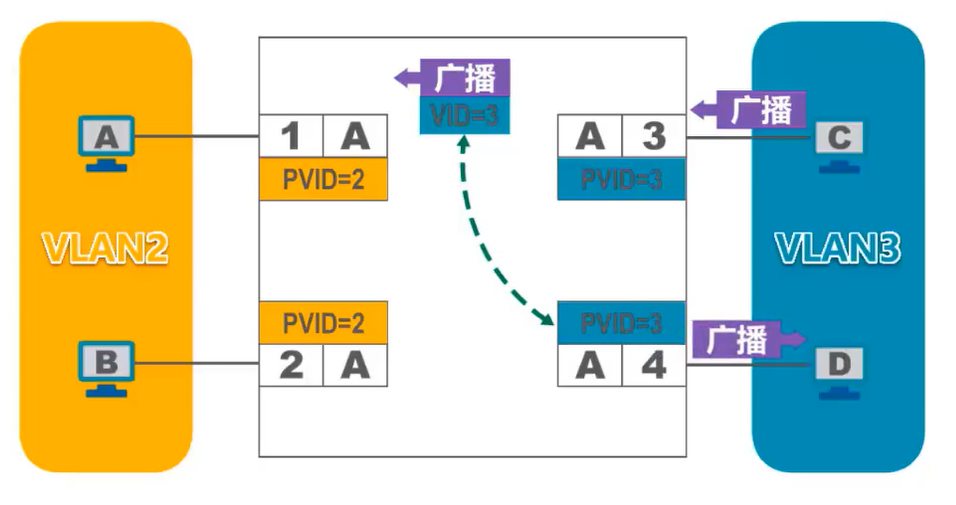 广播
VID=3
广播
A
1 A
A 3
C
PVID=2
PVID=3
VLAN2
VLAN3
PVID=2
PVID=3
广播
B
2 A
A 4
D